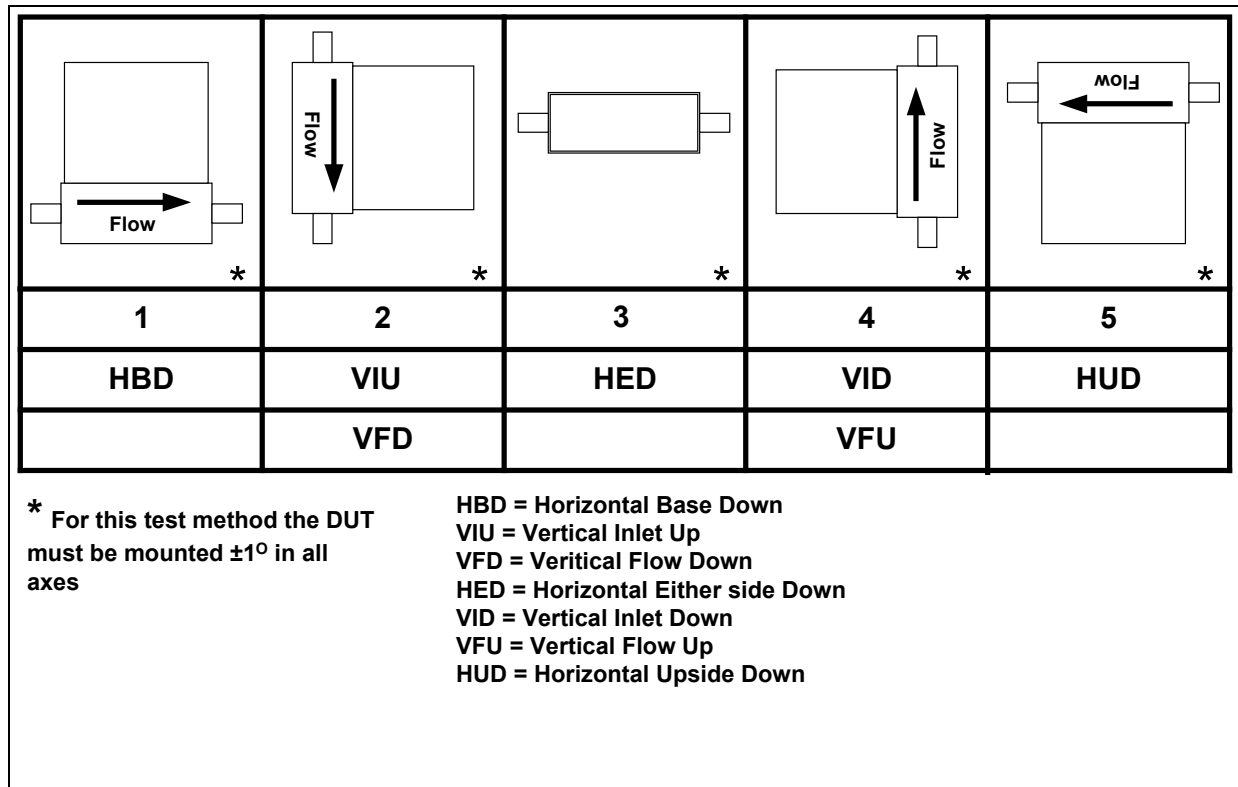 Flow
Flow
Flow
Flow
*
*
*
*
*
1 2 3 4 5
HBD VIU HED VID HUD
VFD VFU
* For this test method the DUT
must be mounted ±1ᴼ in all
axes
HBD = Horizontal Base Down
VIU = Vertical Inlet Up
VFD = Veritical Flow Down
HED = Horizontal Either side Down
VID = Vertical Inlet Down
VFU = Vertical Flow Up
HUD = Horizontal Upside Down